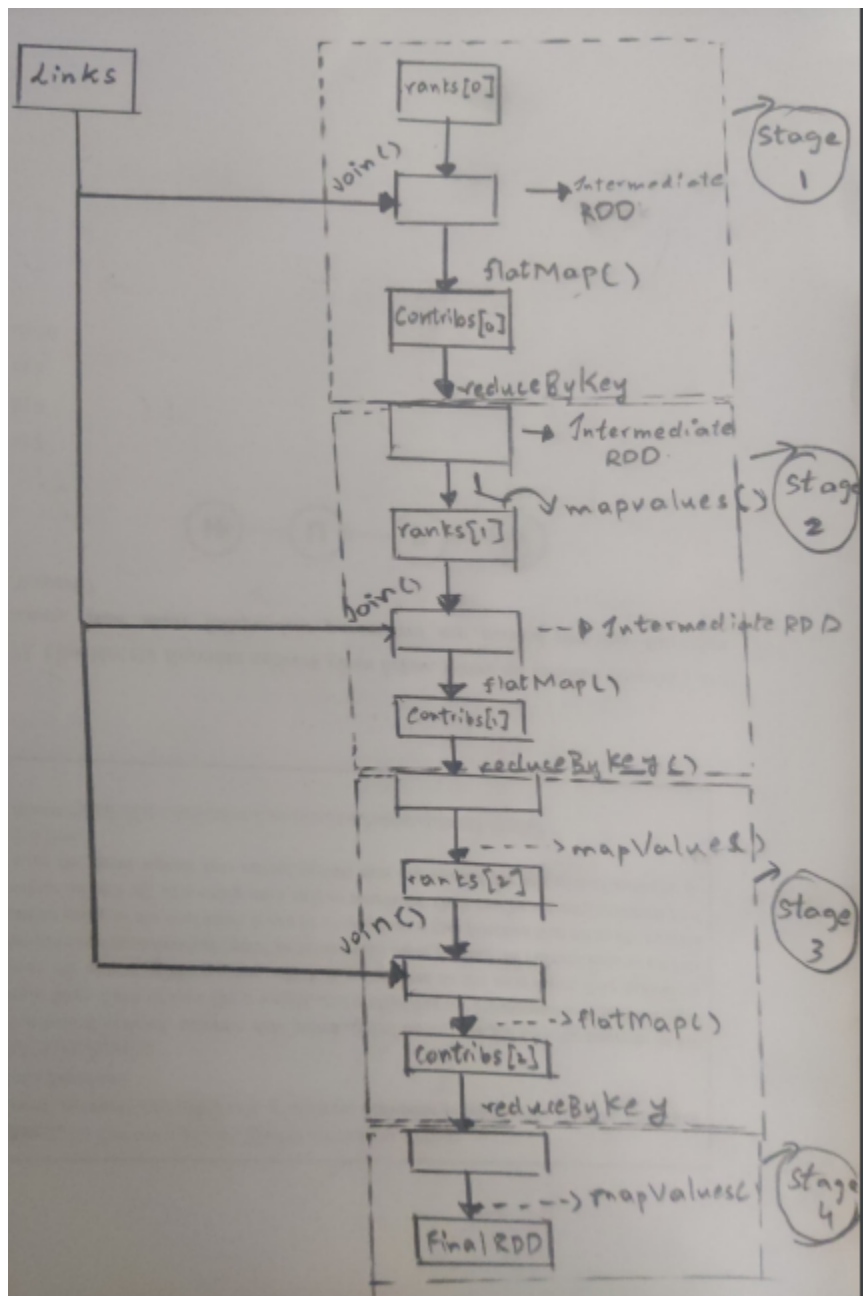 Links
ranks[0]
Stage
1
Join()
Intermediate
RDD
flatMap()
Contribs[0]
reduceByKey
Intermediate
RDD
Stage
2
mapvalues()
ranks[1]
Join()
Intermediate RDD
flatMap()
Contribs[1]
reduceByKey()
mapValues()
ranks[2]
Stage
3
Join()
flatMap()
Contribs[2]
reduceByKey
mapValues()
Stage
4
Final RDD